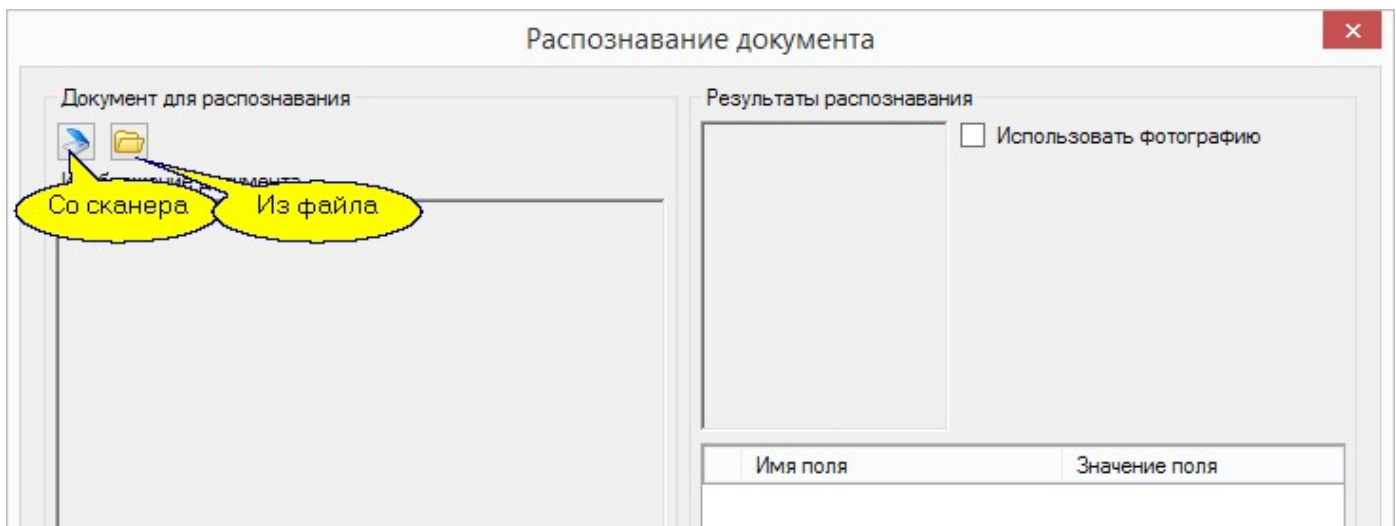 Распознавание документа
Документ для распознавания
Результаты распознавания
Использовать фотографию
Со сканера
Из файла
Имя поля
Значение поля